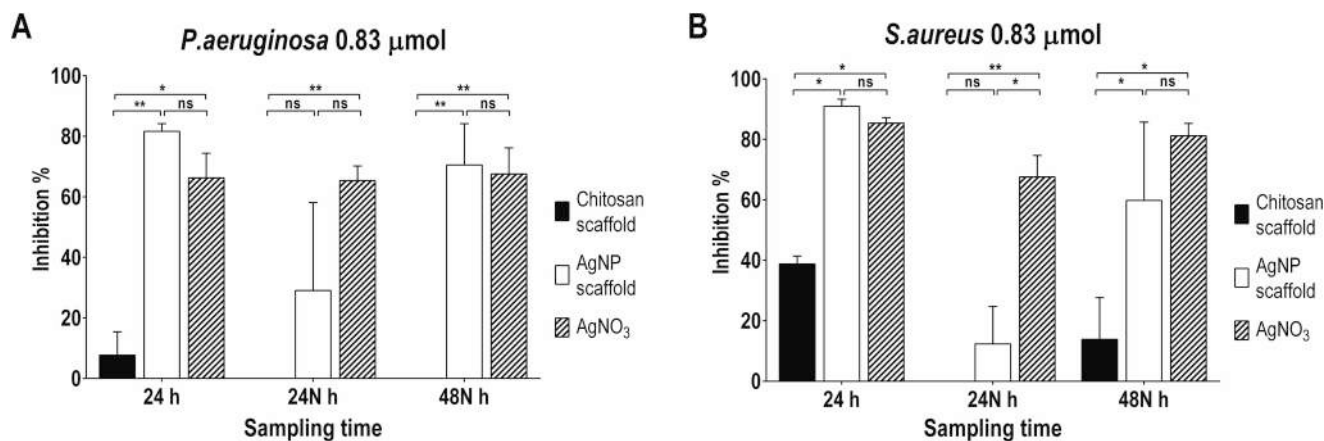 A
P.aeruginosa 0.83 μmol
Inhibition %
100
80
60
40
20
0
* 
** ns
**
ns ns
**
** ns
24 h 24N h 48N h
Sampling time
Chitosan
scaffold
AgNP
scaffold
AgNO₃
B
S.aureus 0.83 μmol
Inhibition %
100
80
60
40
20
0
*
* ns
**
ns *
*
* ns
24 h 24N h 48N h
Sampling time
Chitosan
scaffold
AgNP
scaffold
AgNO₃